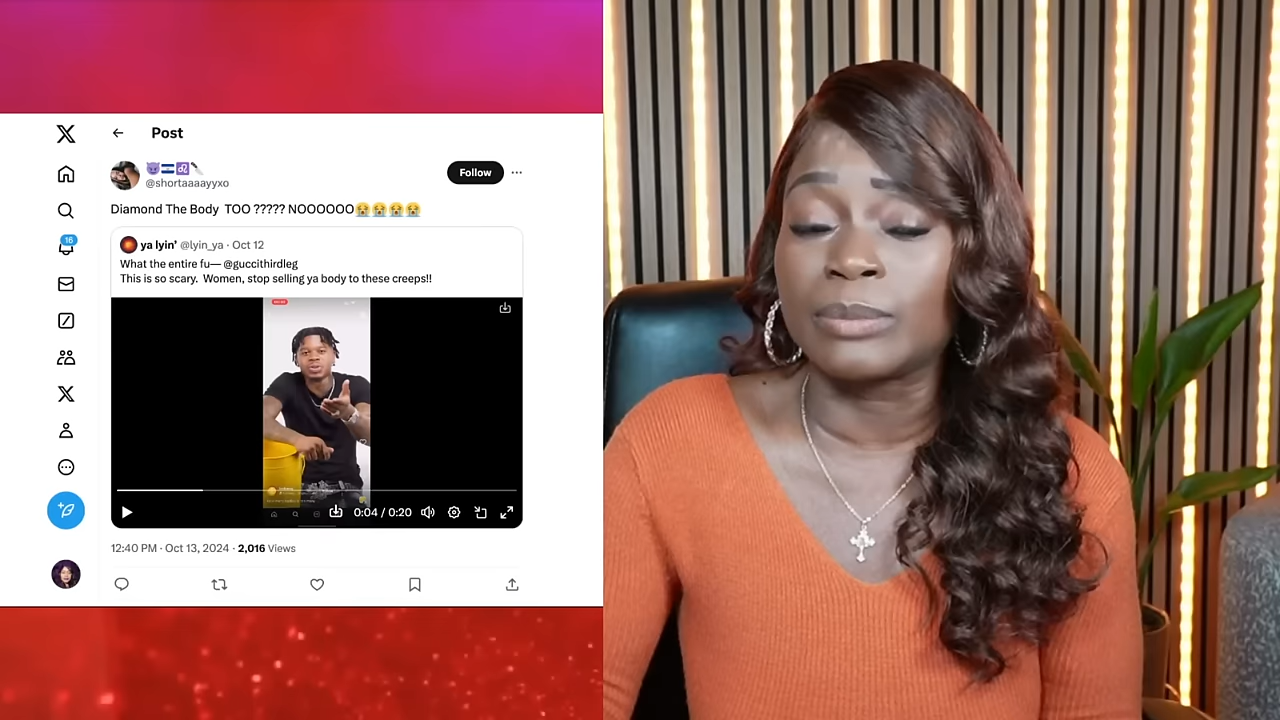 Post
@shortaaaayyxo
Follow
Diamond The Body TOO ????? NOOOOOO😭😭😭😭
ya lyin' @lyin_ya · Oct 12
What the entire fu— @guccithirdleg
This is so scary. Women, stop selling ya body to these creeps!!
16
0:04 / 0:20
12:40 PM · Oct 13, 2024 · 2,016 Views